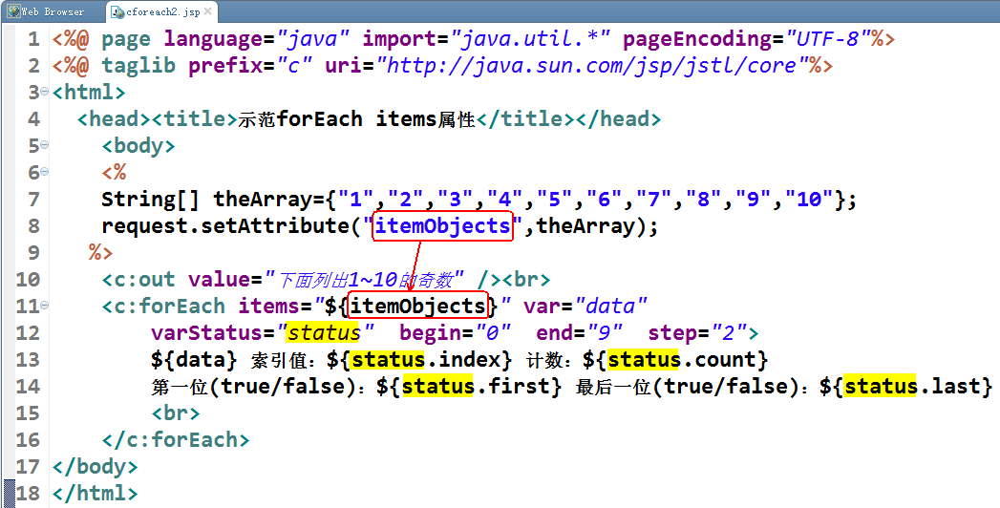 Web Browser cforeach2.jsp
1 <%@ page language="java" import="java.util.*" pageEncoding="UTF-8"%>
2 <%@ taglib prefix="c" uri="http://java.sun.com/jsp/jstl/core"%>
3 <html>
4 <head><title>示范forEach items属性</title></head>
5 <body>
6 <%
7 String[] theArray={"1","2","3","4","5","6","7","8","9","10"};
8 request.setAttribute("itemObjects",theArray);
9 %>
10 <c:out value="下面列出1~10的奇数" /><br>
11 <c:forEach items="${itemObjects}" var="data"
12 varStatus="status" begin="0" end="9" step="2">
13 ${data} 索引值：${status.index} 计数：${status.count}
14 第一位(true/false)：${status.first} 最后一位(true/false)：${status.last}
15 <br>
16 </c:forEach>
17 </body>
18 </html>